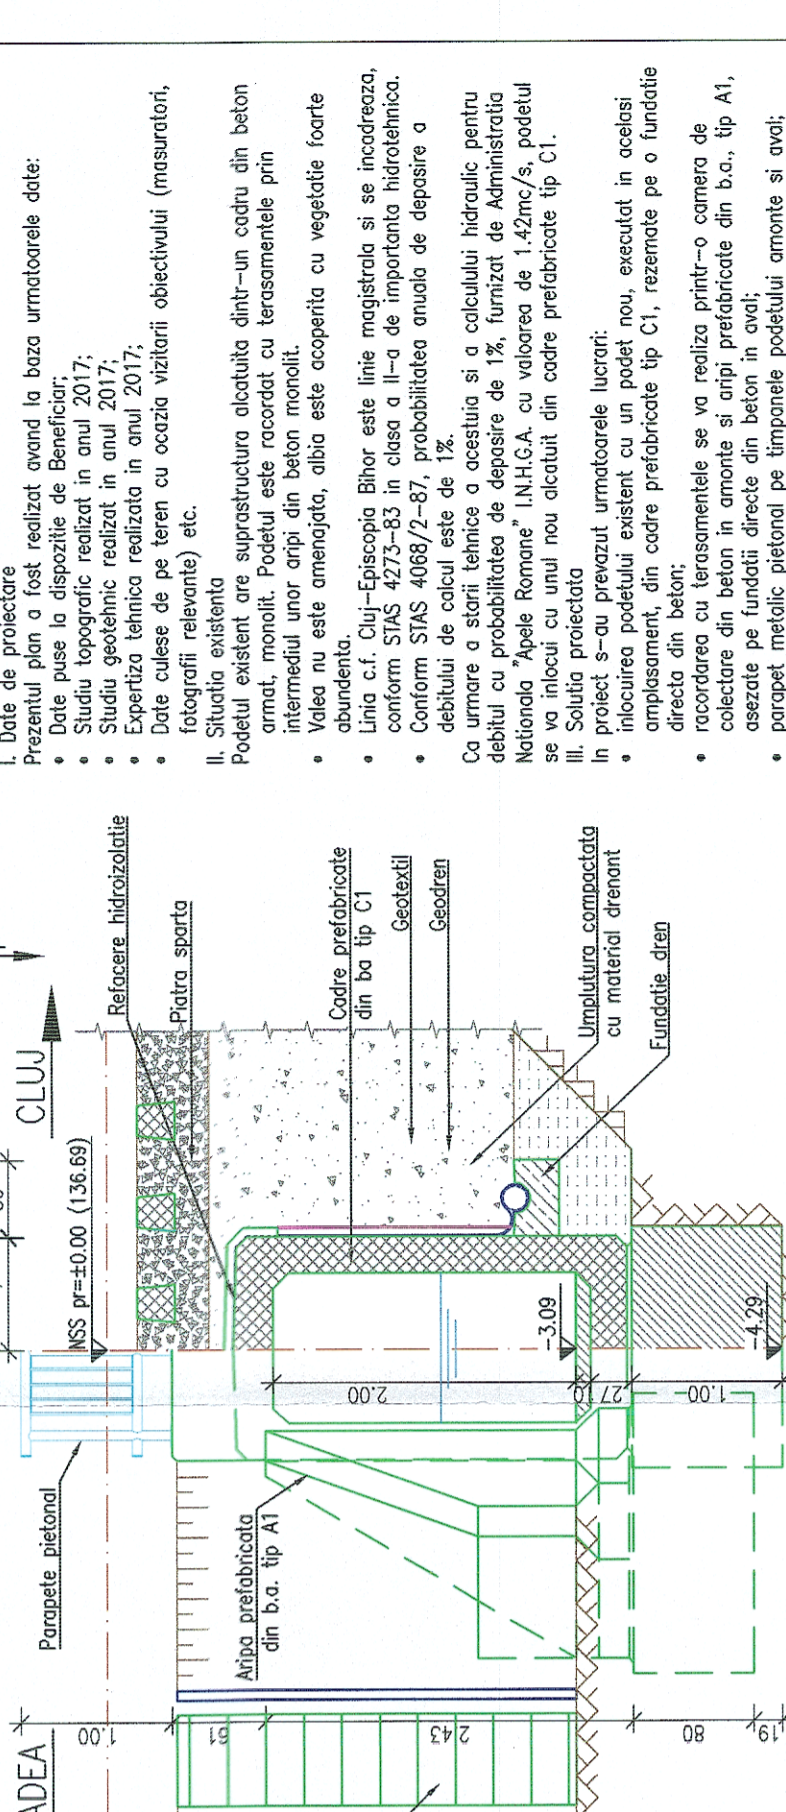 I. Date de proiectare
Prezentul plan a fost realizat avand la baza urmatoarele date:
• Date puse la dispozitie de Beneficiar;
• Studiu topografic realizat in anul 2017;
• Studiu geotehnic realizat in anul 2017;
• Expertiza tehnica realizata in anul 2017;
• Date culese de pe teren cu ocazia vizitarii obiectivului (masuratori,
fotografii relevante) etc.
II. Situatia existenta
Podetul existent are suprastructura alcatuita dintr-un cadru din beton
armat, monolit. Podetul este racordat cu terasamentele prin
intermediul unor aripi din beton monolit.
• Valea nu este amenajata, albia este acoperita cu vegetatie foarte
abundenta.
• Linia c.f. Cluj-Episcopia Bihor este linie magistrala si se incadreaza,
conform STAS 4273-83 in clasa a II-a de importanta hidrotehnica.
• Conform STAS 4068/2-87, probabilitatea anuala de depasire a
debitului de calcul este de 1%.
Ca urmare a starii tehnice a acestuia si a calculului hidraulic pentru
debitul cu probabilitatea de depasire de 1%, furnizat de Administratia
Nationala "Apele Romane" I.N.H.G.A. cu valoarea de 1.42mc/s, podetul
se va inlocui cu unul nou alcatuit din cadre prefabricate tip C1.
III. Solutia proiectata
In proiect s-au prevazut urmatoarele lucrari:
• inlocuirea podetului existent cu un podet nou, executat in acelasi
amplasament, din cadre prefabricate tip C1, rezemate pe o fundatie
directa din beton;
• racordarea cu terasamentele se va realiza printr-o camera de
colectare din beton in amonte si aripi prefabricate din b.a., tip A1,
asezate pe fundatii directe din beton in aval;
• parapet metalic pietonal pe timpanele podetului amonte si aval;
CLUJ
NSS pr=±0.00 (136.69)
Refacere hidroizolatie
Piatra sparta
Cadre prefabricate
din ba tip C1
Geotextil
Geodren
Umplutura compactata
cu material drenant
Fundatie dren
Parapete pietonal
Aripa prefabricata
din b.a. tip A1
2.00
10
27
1.00
-3.09
-4.29
ADEA
1.00
61
2.43
80
19